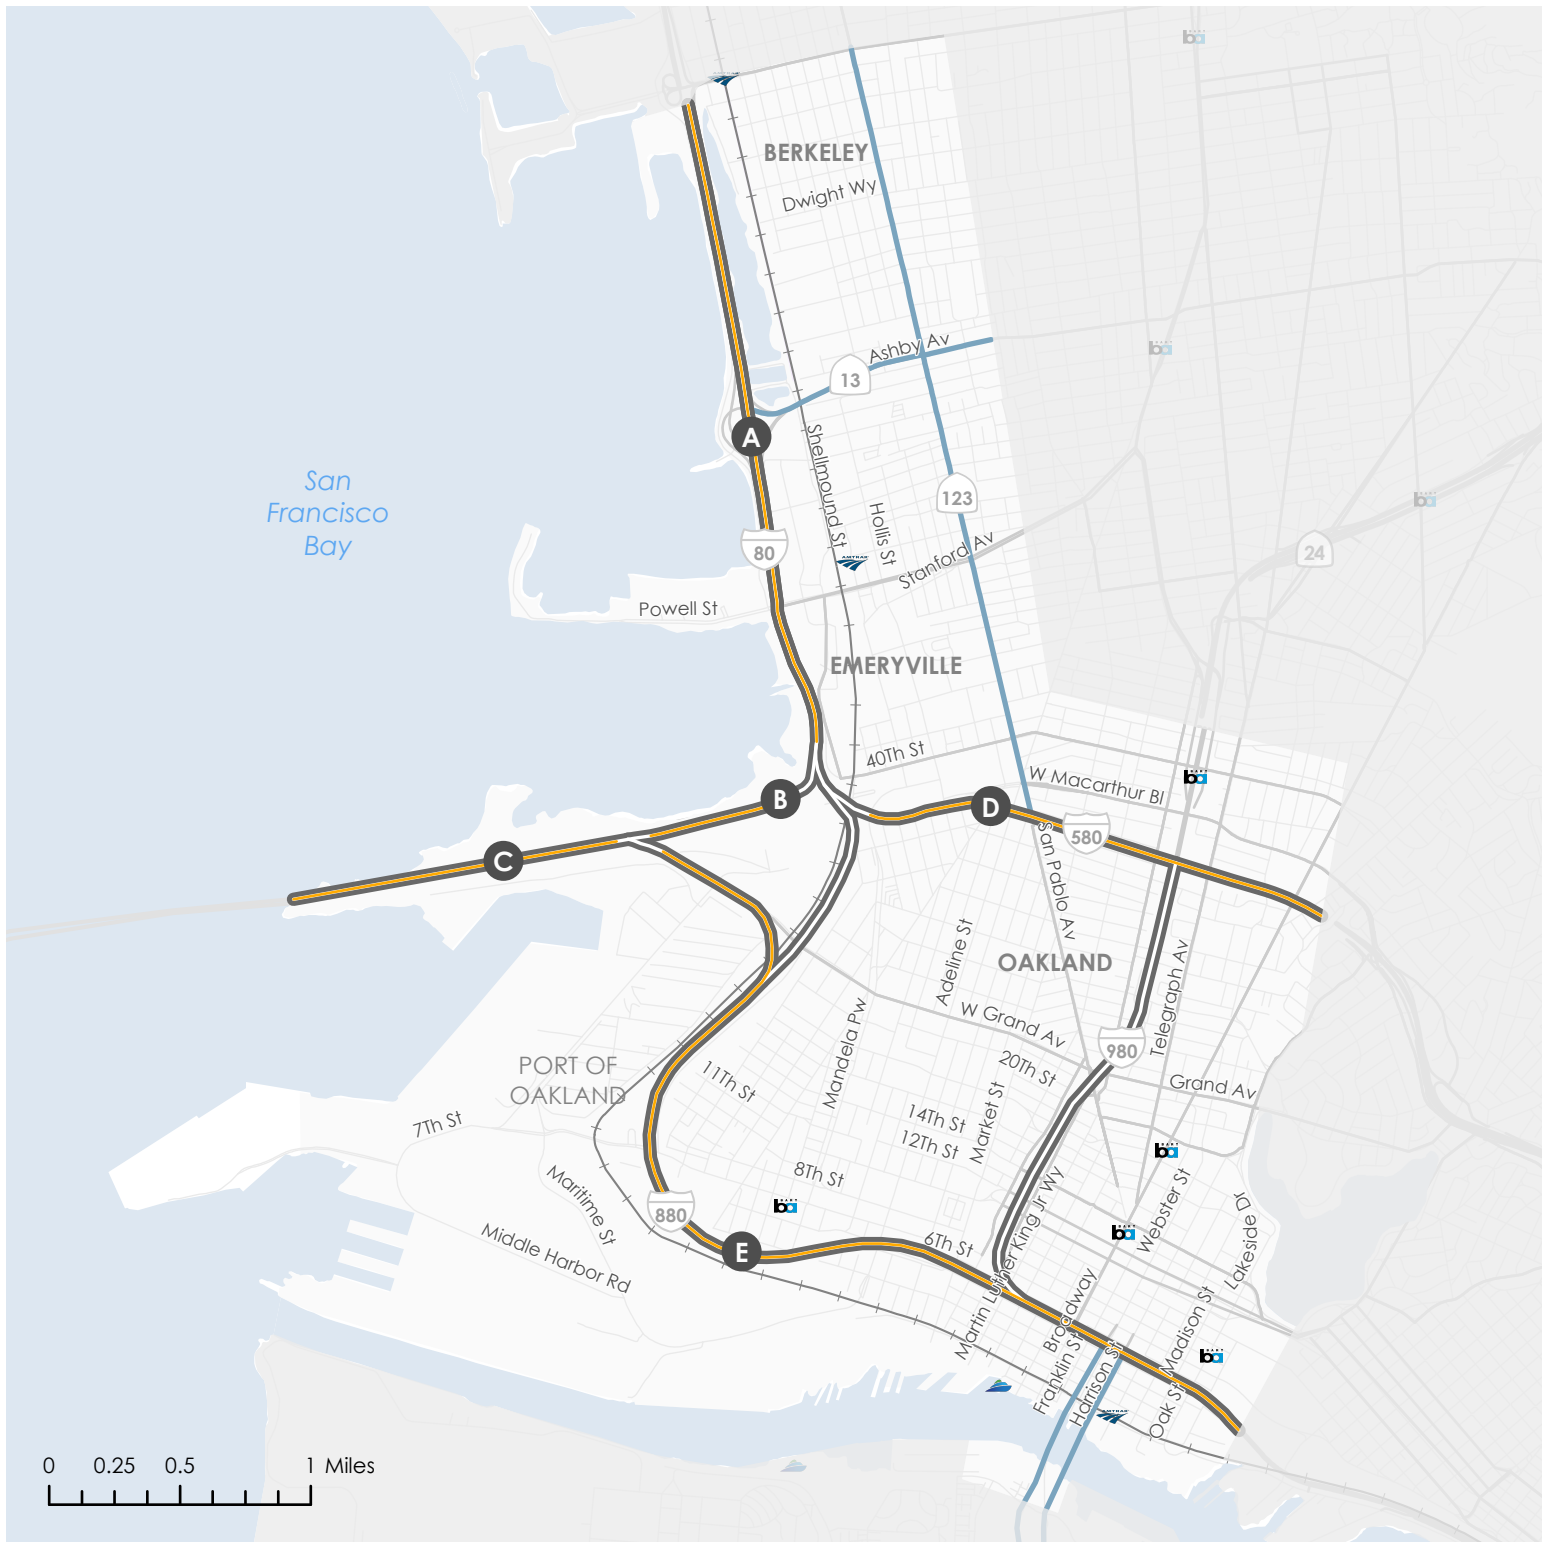 BERKELEY
Dwight Wy
Ashby Av
13
A
Shellmound St
San
Francisco
Bay
123
Hollis St
80
AMTRAK
Stanford Av
24
Powell St
EMERYVILLE
40Th St
W Macarthur Bl
B
D
580
C
San Pablo Av
Adeline St
OAKLAND
Telegraph Av
W Grand Av
980
Mandela Pw
PORT OF
OAKLAND
11Th St
20Th St
Grand Av
Market St
14Th St
12Th St
7Th St
8Th St
Maritime St
880
Middle Harbor Rd
E
6Th St
Martin Luther King Jr Wy
Webster St
Lakeside Dr
Broadway
Franklin St
Harrison St
Madison St
Oak St
AMTRAK
0 0.25 0.5 1 Miles